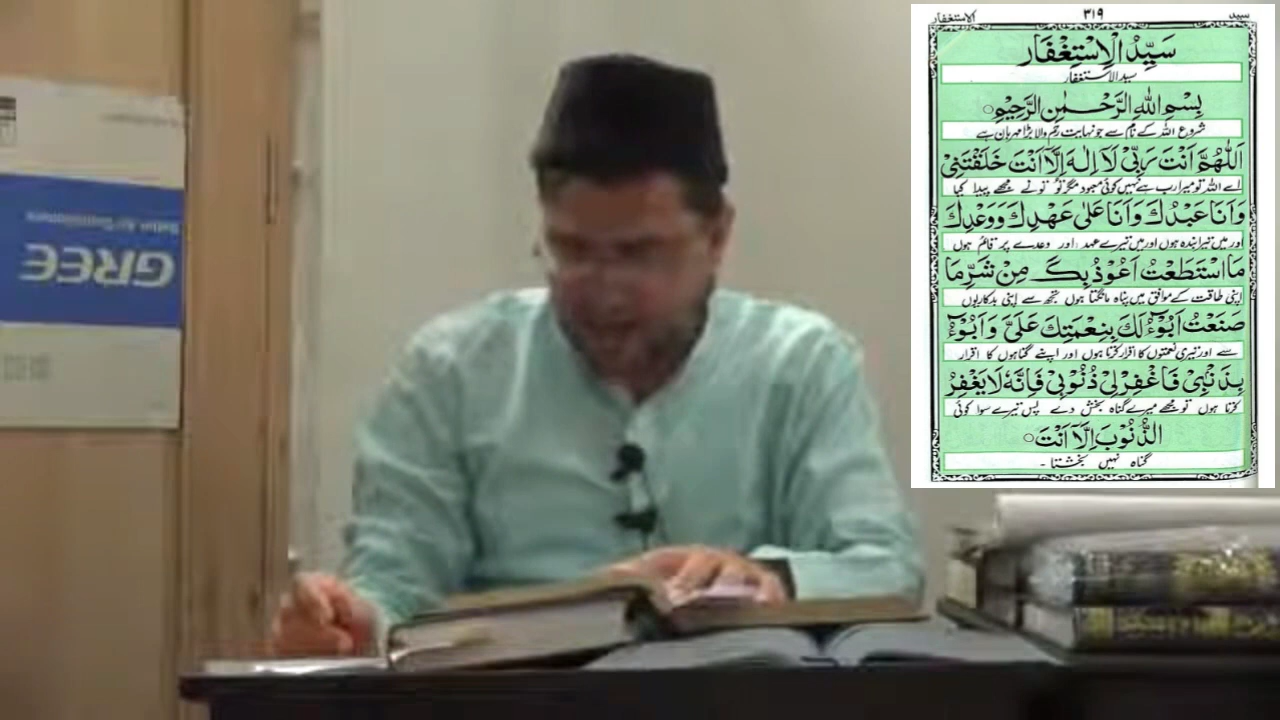 الاستغفار ٣١٩ سید
سَيِّدُ الْاِسْتِغْفَار
سید الاستغفار
بِسْمِ اللهِ الرَّحْمٰنِ الرَّحِيْمِ
شروع اللہ کے نام سے جو نہایت رحم والا بڑا مہربان ہے
اَللّٰهُمَّ اَنْتَ رَبِّيْ لَآ اِلٰهَ اِلَّآ اَنْتَ خَلَقْتَنِيْ
اے اللہ تو میرا رب ہے نہیں کوئی معبود مگر تو تونے مجھے پیدا کیا
وَاَنَا عَبْدُكَ وَاَنَا عَلٰى عَهْدِكَ وَوَعْدِكَ
اور میں تیرا بندہ ہوں اور میں تیرے عہد اور وعدے پر قائم ہوں
مَا اسْتَطَعْتُ اَعُوْذُ بِكَ مِنْ شَرِّ مَا
اپنی طاقت کے موافق میں پناہ مانگتا ہوں تجھ سے اپنی بدکاریوں
صَنَعْتُ اَبُوْٓءُ لَكَ بِنِعْمَتِكَ عَلَيَّ وَاَبُوْٓءُ
سے اور تیری نعمتوں کا اقرار کرتا ہوں اور اپنے گناہوں کا اقرار
بِذَنْبِيْ فَاغْفِرْ لِيْ ذُنُوْبِيْ فَاِنَّهٗ لَا يَغْفِرُ
کرتا ہوں تو مجھے میرے گناہ بخش دے پس تیرے سوا کوئی
الذُّنُوْبَ اِلَّآ اَنْتَ
گناہ نہیں بخشتا ۔
GREE